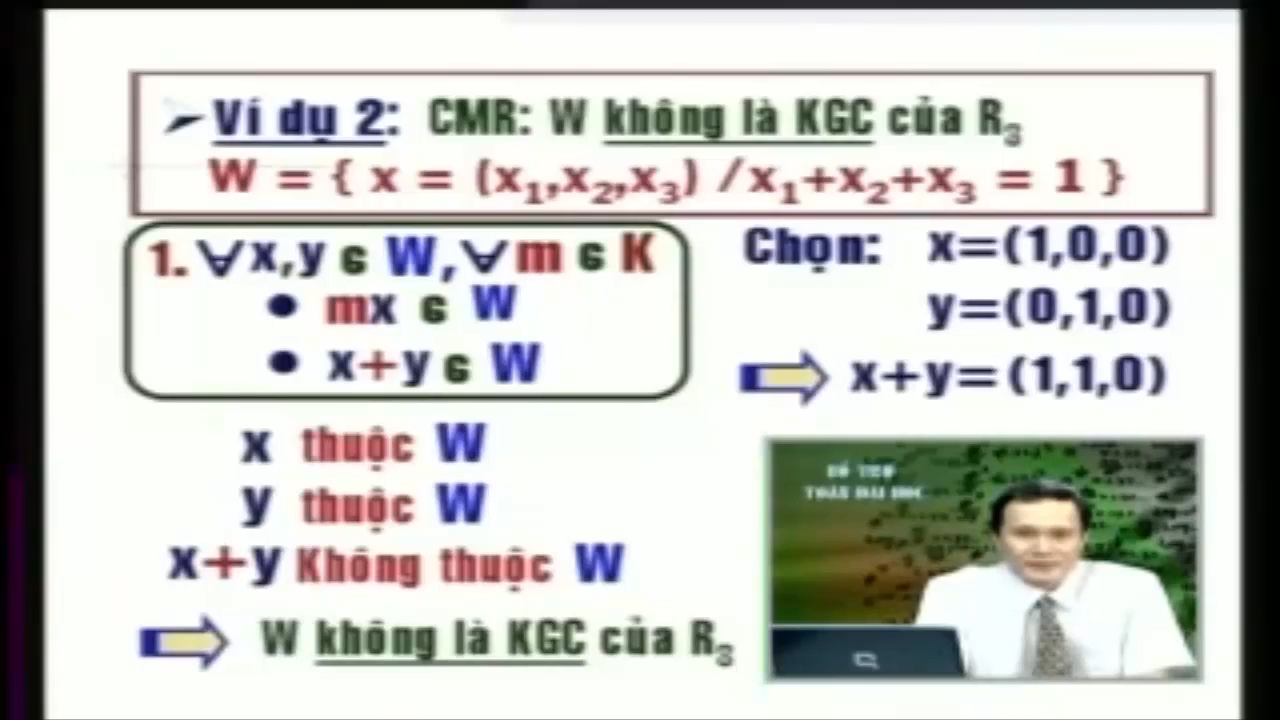 Ví dụ 2: CMR: W không là KGC của R₃
W = { x = (x₁,x₂,x₃) /x₁+x₂+x₃ = 1 }
1. ∀x,y ɢ W,∀m ɢ K
● mx ɢ W
● x+y ɢ W
Chọn: x=(1,0,0)
y=(0,1,0)
x+y=(1,1,0)
x thuộc W
y thuộc W
x+y Không thuộc W
W không là KGC của R₃